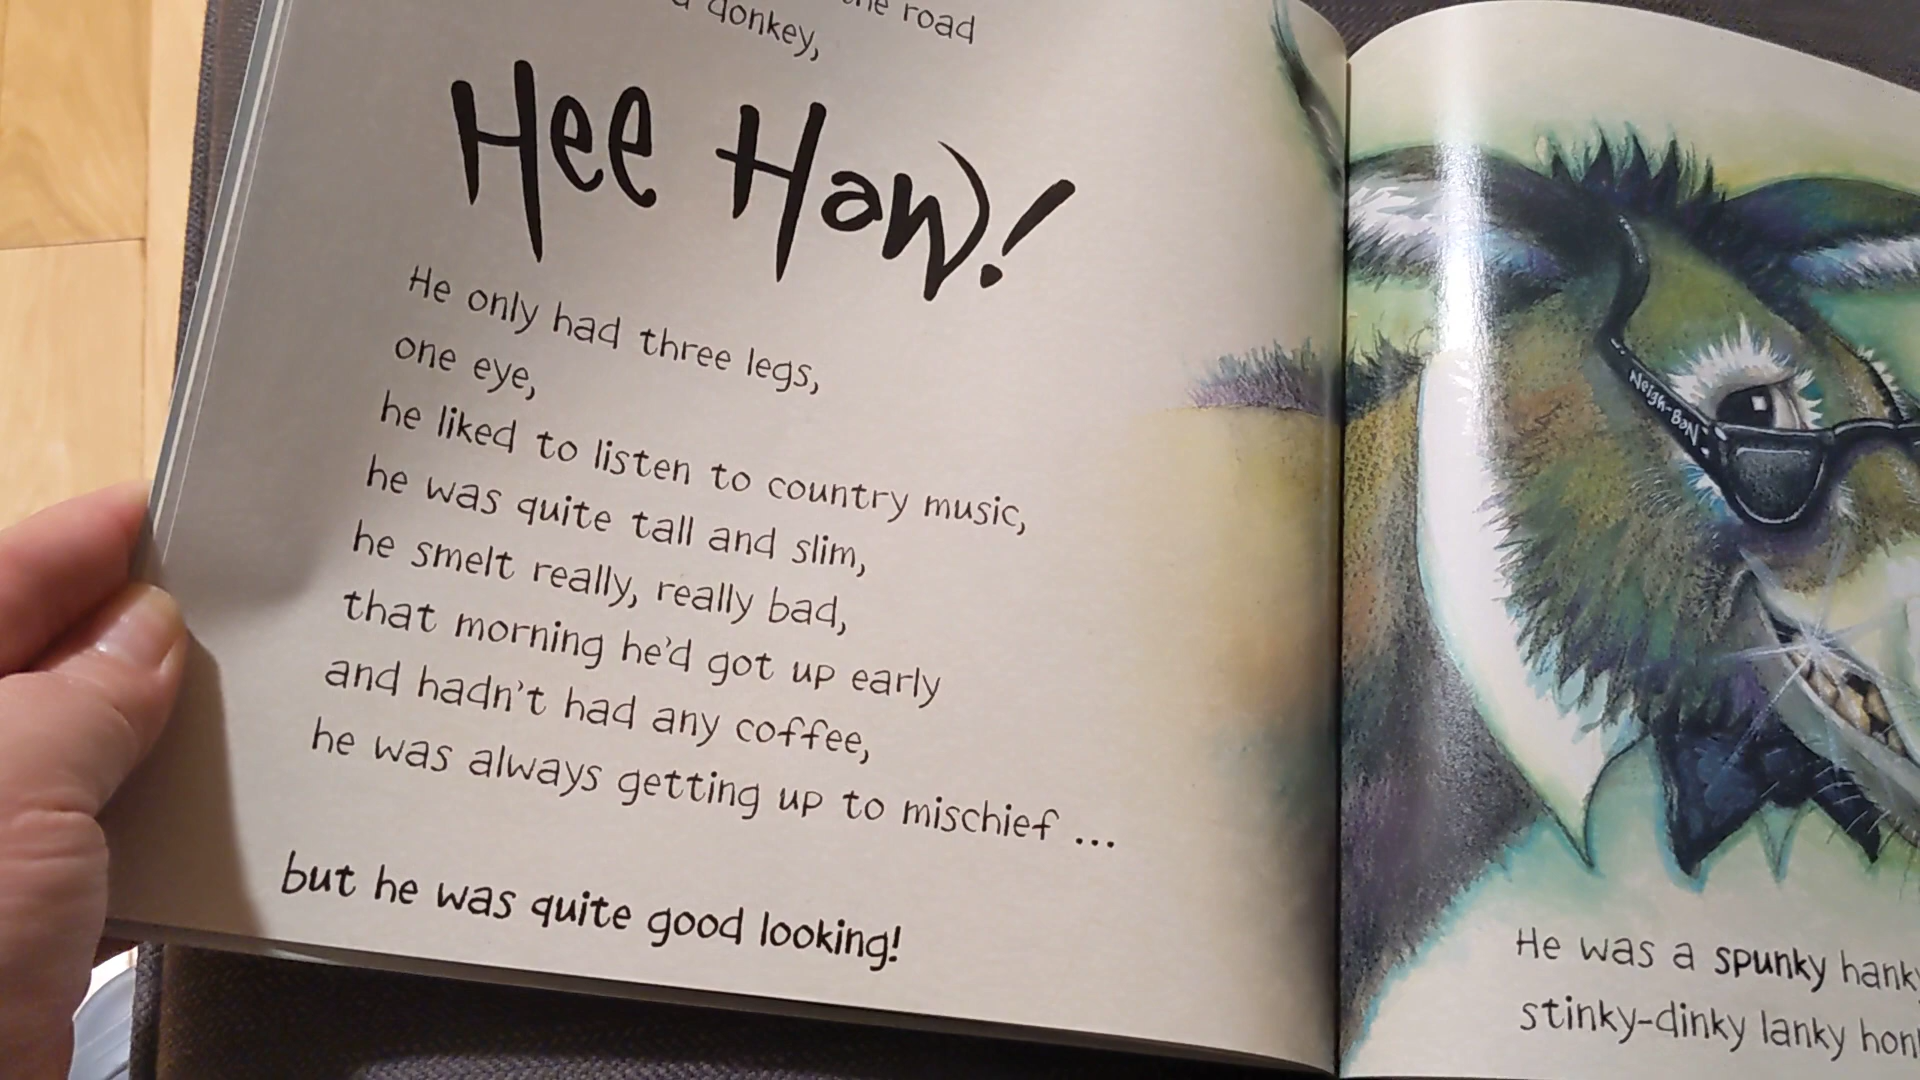 the road
donkey,
Hee Haw!
He only had three legs,
one eye,
he liked to listen to country music,
he was quite tall and slim,
he smelt really, really bad,
that morning he'd got up early
and hadn't had any coffee,
he was always getting up to mischief ...
but he was quite good looking!
Neigh-Ban
He was a spunky
stinky-dinky lanky